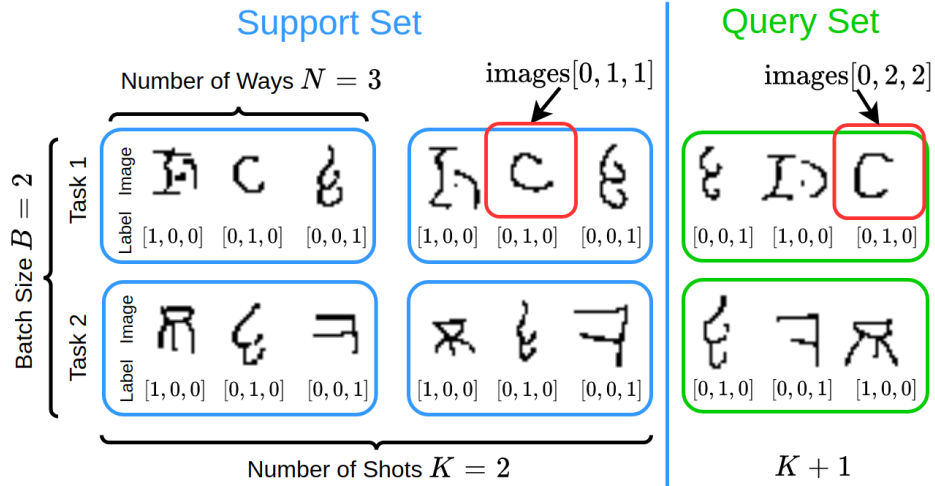 Support Set
Query Set
Number of Ways N = 3
images[0, 1, 1]
images[0, 2, 2]
Batch Size B = 2
Task 1
Image
Label
[1, 0, 0] [0, 1, 0] [0, 0, 1]
[1, 0, 0] [0, 1, 0] [0, 0, 1]
[0, 0, 1] [1, 0, 0] [0, 1, 0]
Task 2
Image
Label
[1, 0, 0] [0, 1, 0] [0, 0, 1]
[1, 0, 0] [0, 1, 0] [0, 0, 1]
[0, 1, 0] [0, 0, 1] [1, 0, 0]
Number of Shots K = 2
K + 1